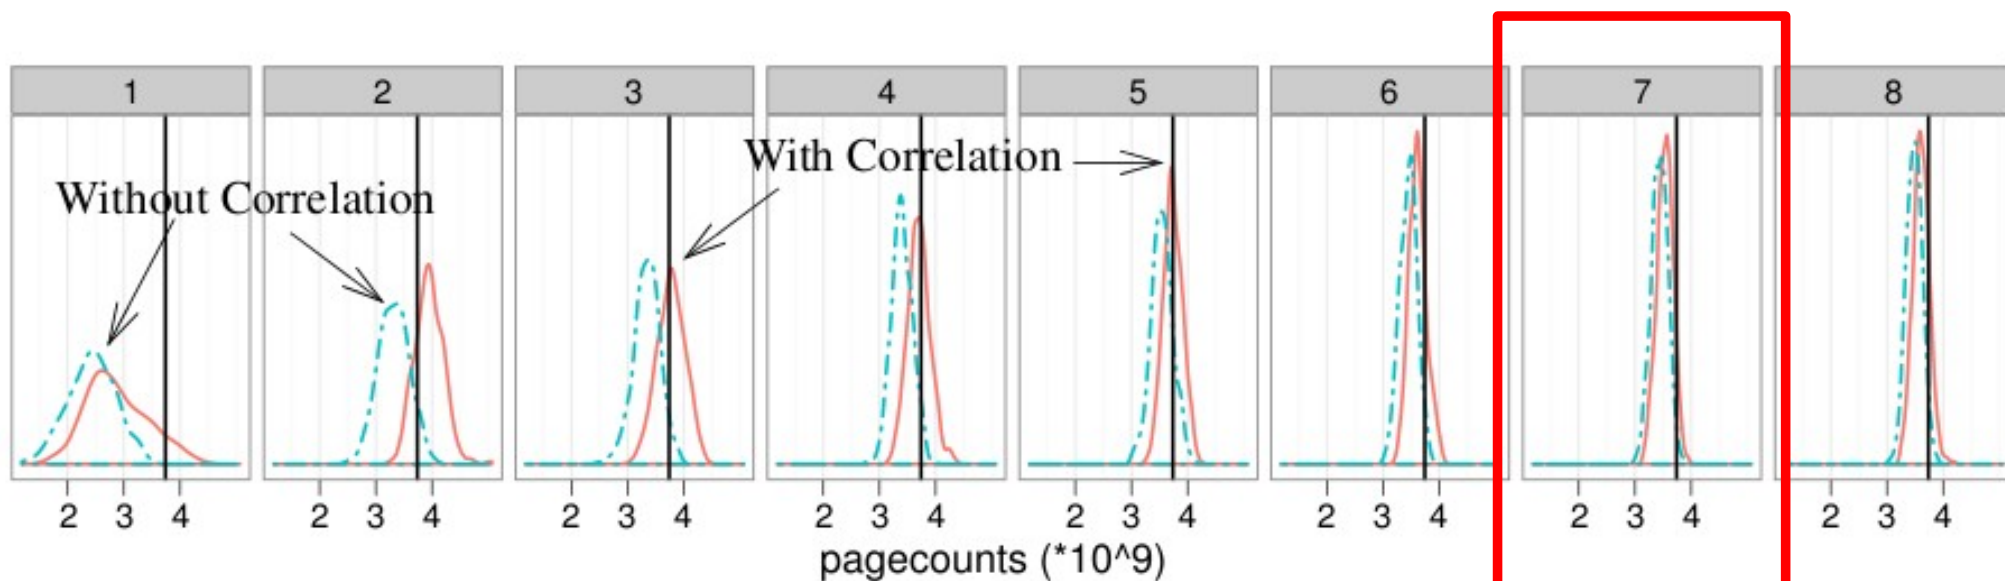 1 2 3 4 5 6 7 8
With Correlation
Without Correlation
2 3 4 2 3 4 2 3 4 2 3 4 2 3 4 2 3 4 2 3 4 2 3 4
pagecounts (*10^9)